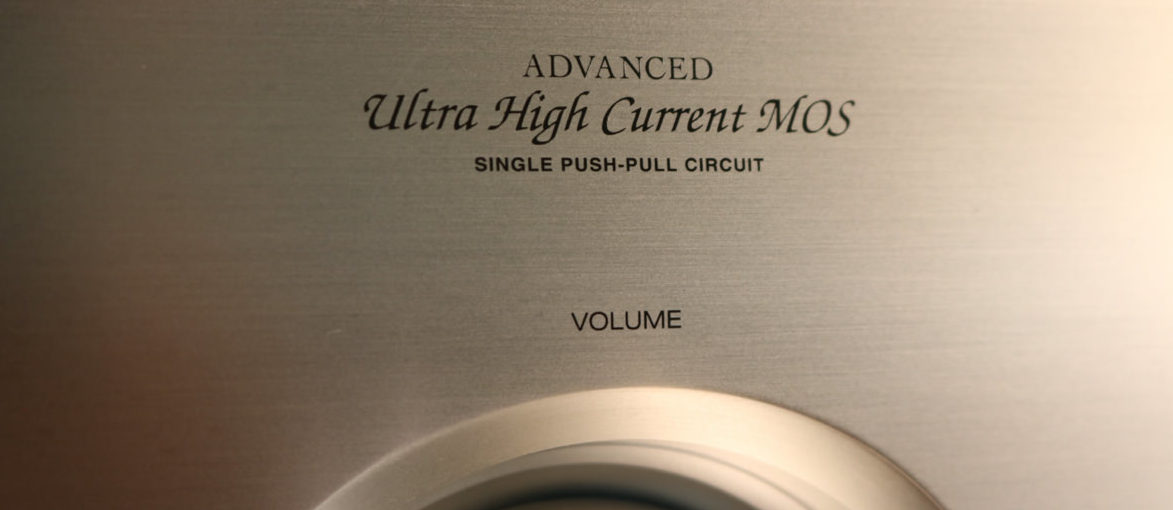 ADVANCED
Ultra High Current MOS
SINGLE PUSH-PULL CIRCUIT
VOLUME